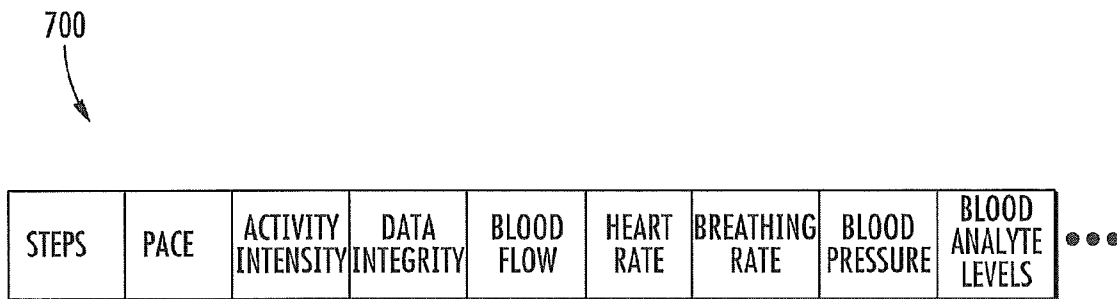 700
STEPS
PACE
ACTIVITY
INTENSITY
DATA
INTEGRITY
BLOOD
FLOW
HEART
RATE
BREATHING
RATE
BLOOD
PRESSURE
BLOOD
ANALYTE
LEVELS